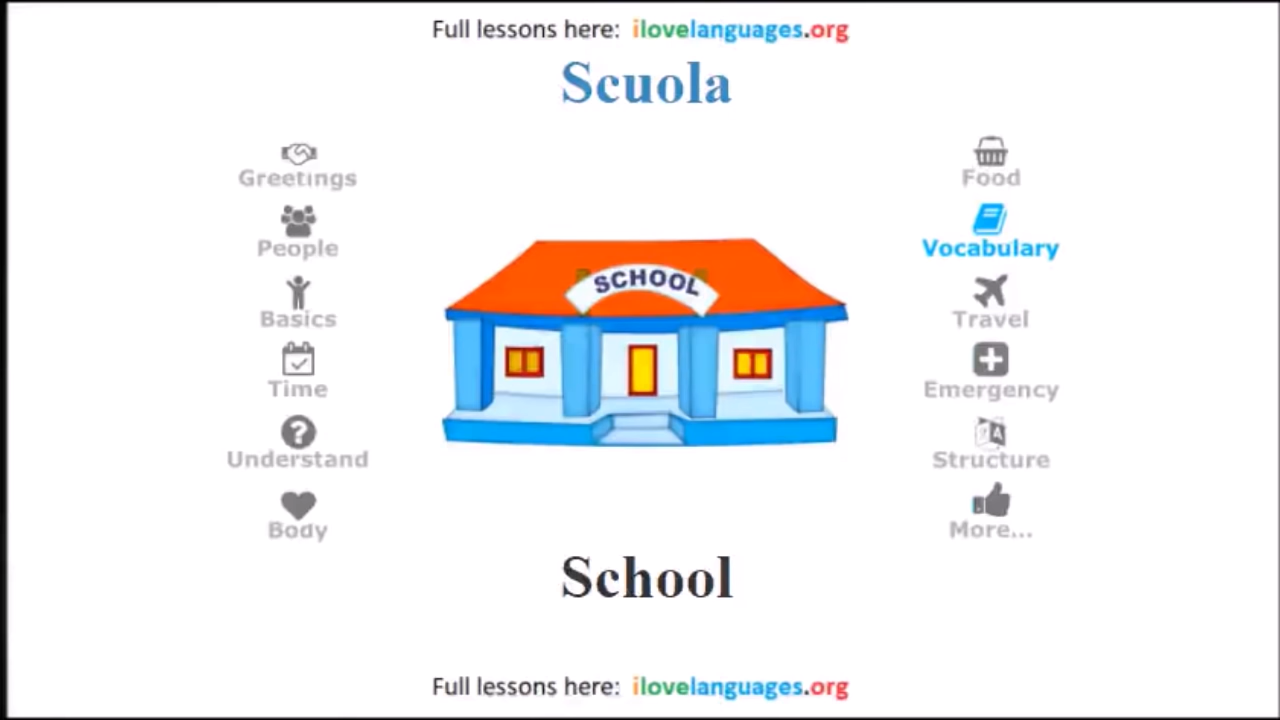 Full lessons here: ilovelanguages.org
Scuola
Greetings
People
Basics
Time
Understand
Body
SCHOOL
Food
Vocabulary
Travel
Emergency
Structure
More...
School
Full lessons here: ilovelanguages.org